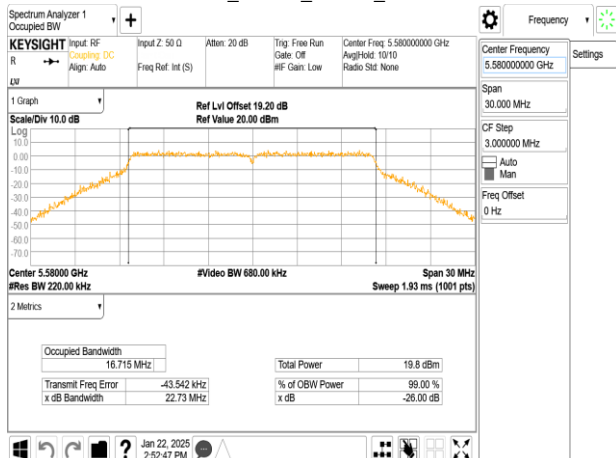 Spectrum Analyzer 1
Occupied BW
Frequency
KEYSIGHT Input: RF Input Z: 50 Ω Atten: 20 dB Trig: Free Run Center Freq: 5.580000000 GHz
R Coupling: DC Gate: Off Avg|Hold: 10/10
Align: Auto Freq Ref: Int (S) #IF Gain: Low Radio Std: None
Center Frequency
5.580000000 GHz
Settings
Span
30.000 MHz
CF Step
3.000000 MHz
Auto
Man
Freq Offset
0 Hz
1 Graph
Ref Lvl Offset 19.20 dB
Scale/Div 10.0 dB Ref Value 20.00 dBm
Log
10.0
0.00
-10.0
-20.0
-30.0
-40.0
-50.0
-60.0
-70.0
Center 5.58000 GHz #Video BW 680.00 kHz Span 30 MHz
#Res BW 220.00 kHz Sweep 1.93 ms (1001 pts)
2 Metrics
Occupied Bandwidth
16.715 MHz Total Power 19.8 dBm
Transmit Freq Error -43.542 kHz % of OBW Power 99.00 %
x dB Bandwidth 22.73 MHz x dB -26.00 dB
Jan 22, 2025
2:52:47 PM